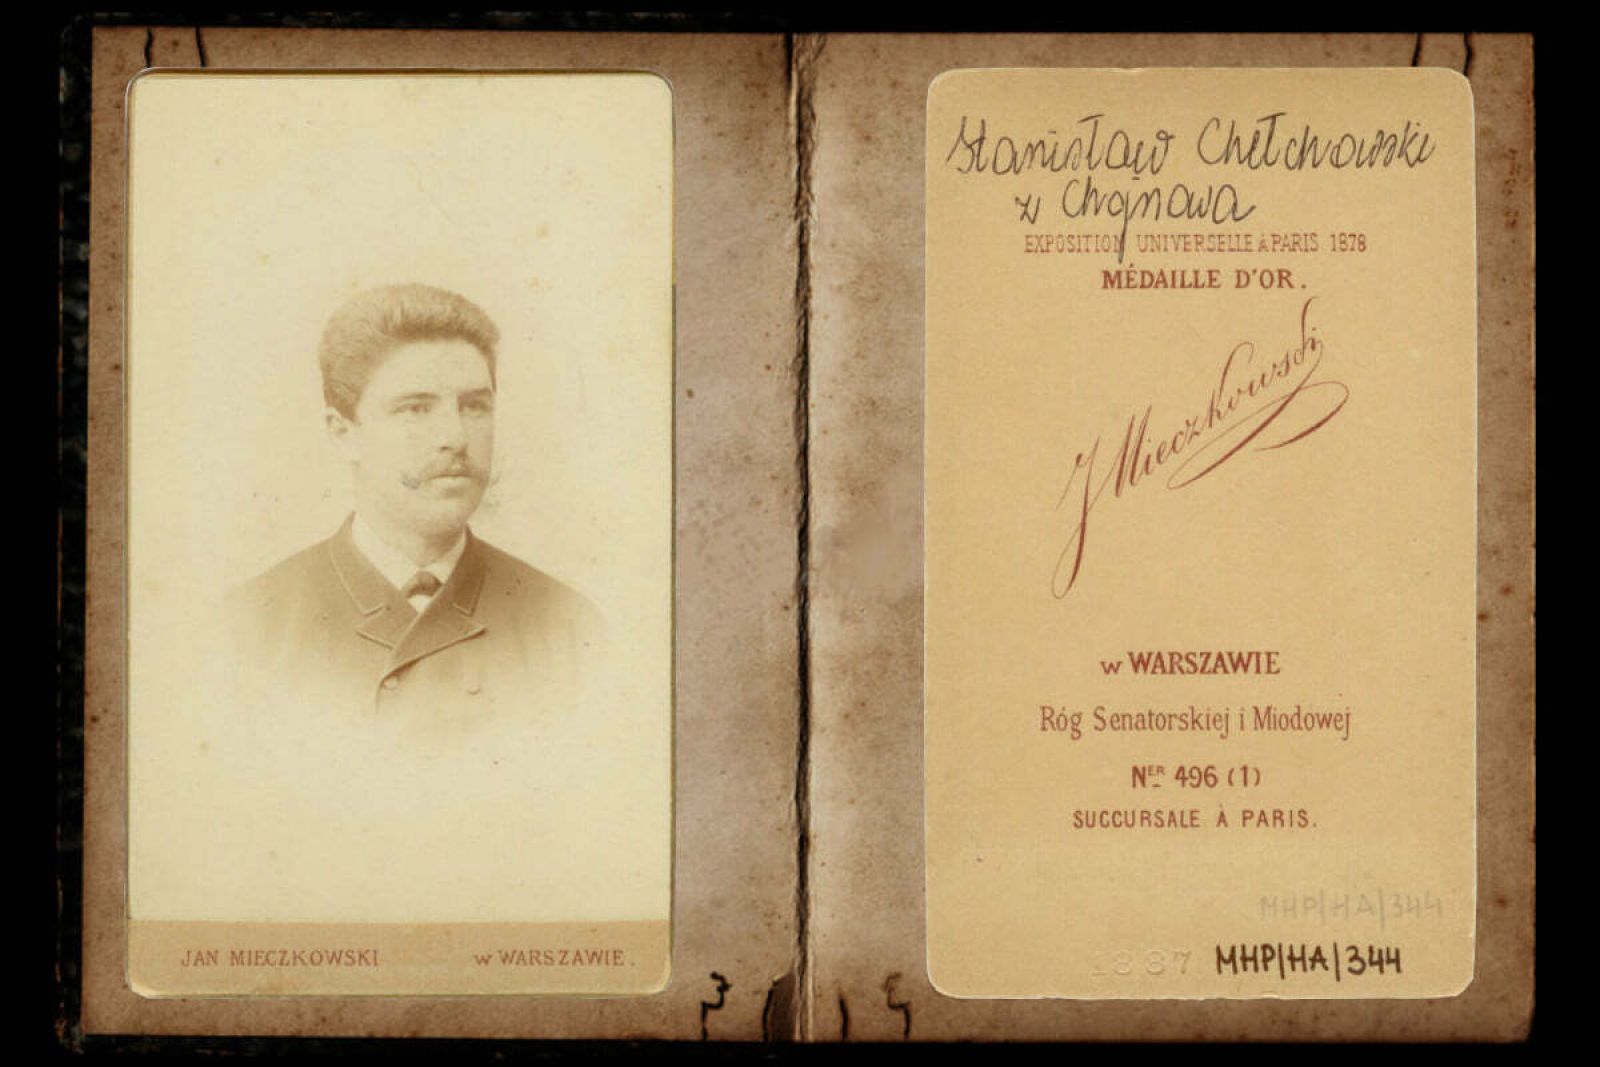 JAN MIECZKOWSKI w WARSZAWIE.
Stanisław Chełchowski
z Chojnowa
EXPOSITION UNIVERSELLE à PARIS 1878
MÉDAILLE D'OR.
J Mieczkowski
w WARSZAWIE
Róg Senatorskiej i Miodowej
NER 496 (1)
SUCCURSALE À PARIS.
MHP/HA/344
1887 MHP/HA/344